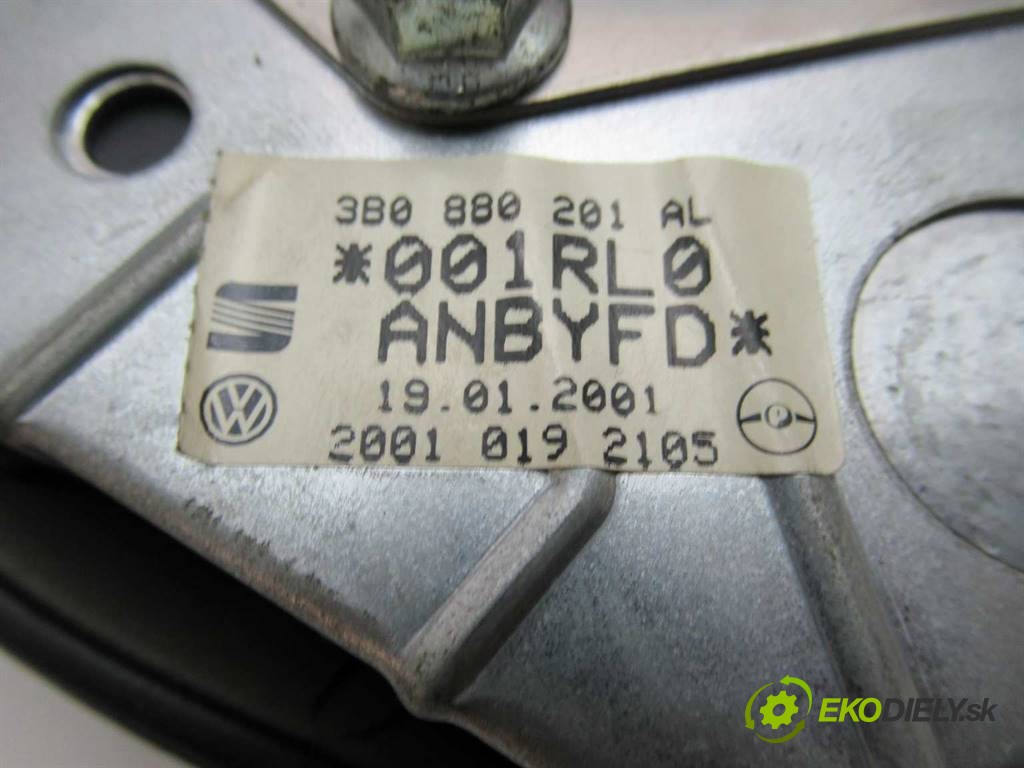 3B0 880 201 AL
*001RL0
ANBYFD*
19.01.2001
2001 019 2105
EKODIELY.sk